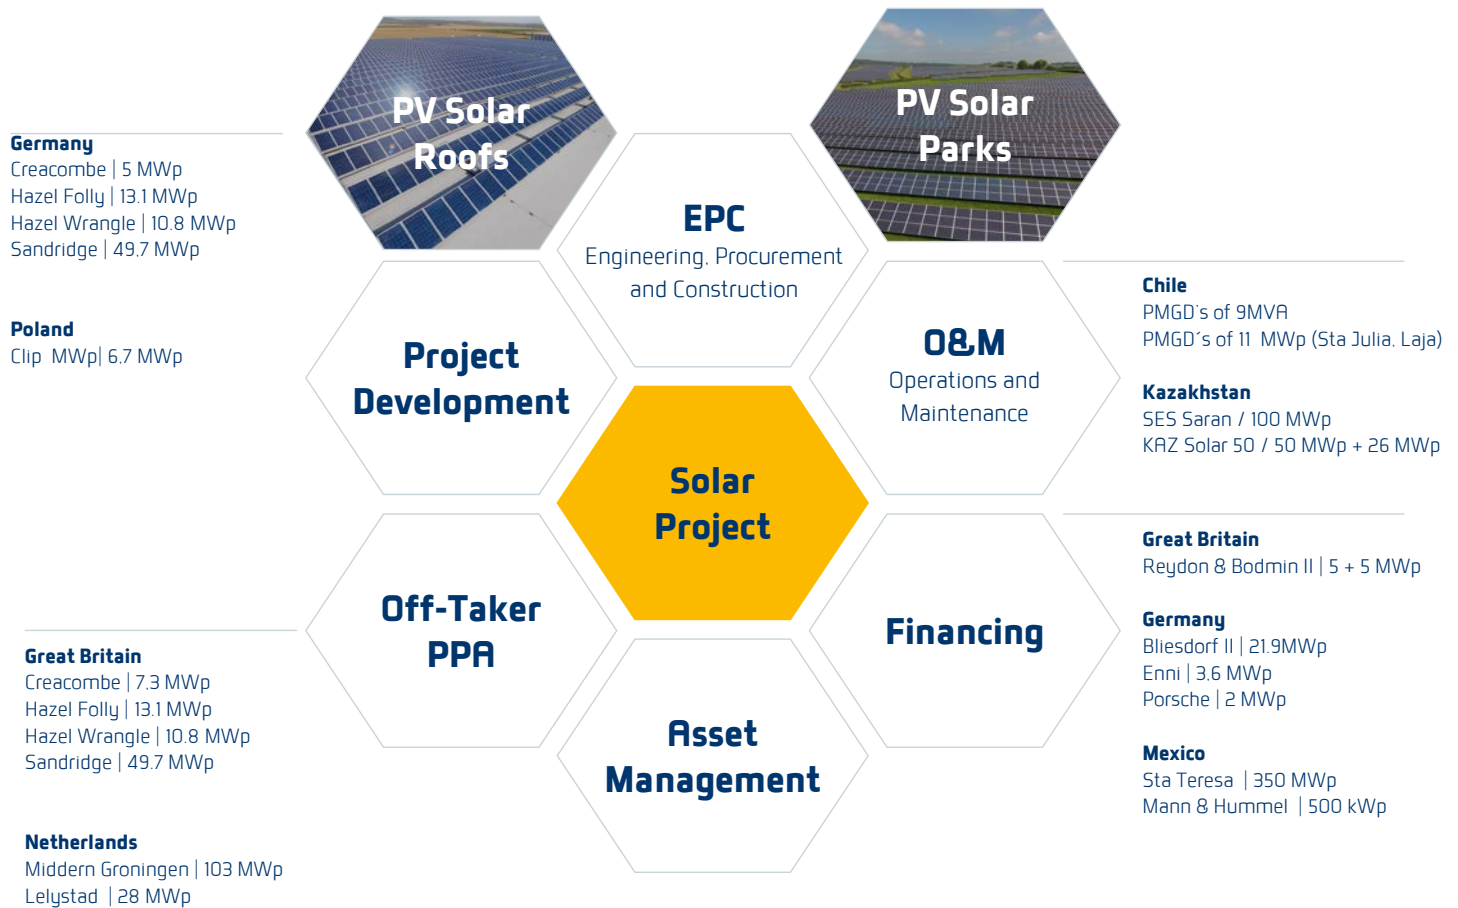 PV Solar
Roofs
PV Solar
Parks
Germany
Creacombe | 5 MWp
Hazel Folly | 13.1 MWp
Hazel Wrangle | 10.8 MWp
Sandridge | 49,7 MWp
Poland
Clip MWp| 6,7 MWp
EPC
Engineering, Procurement
and Construction
Project
Development
O&M
Operations and
Maintenance
Chile
PMGD's of 9MVA
PMGD´s of 11 MWp (Sta Julia, Laja)
Kazakhstan
SES Saran / 100 MWp
KAZ Solar 50 / 50 MWp + 26 MWp
Solar
Project
Off-Taker
PPA
Financing
Great Britain
Reydon & Bodmin II | 5 + 5 MWp
Germany
Bliesdorf II | 21.9MWp
Enni | 3,6 MWp
Porsche | 2 MWp
Mexico
Sta Teresa | 350 MWp
Mann & Hummel | 500 kWp
Great Britain
Creacombe | 7,3 MWp
Hazel Folly | 13.1 MWp
Hazel Wrangle | 10.8 MWp
Sandridge | 49.7 MWp
Netherlands
Middern Groningen | 103 MWp
Lelystad | 28 MWp
Asset
Management